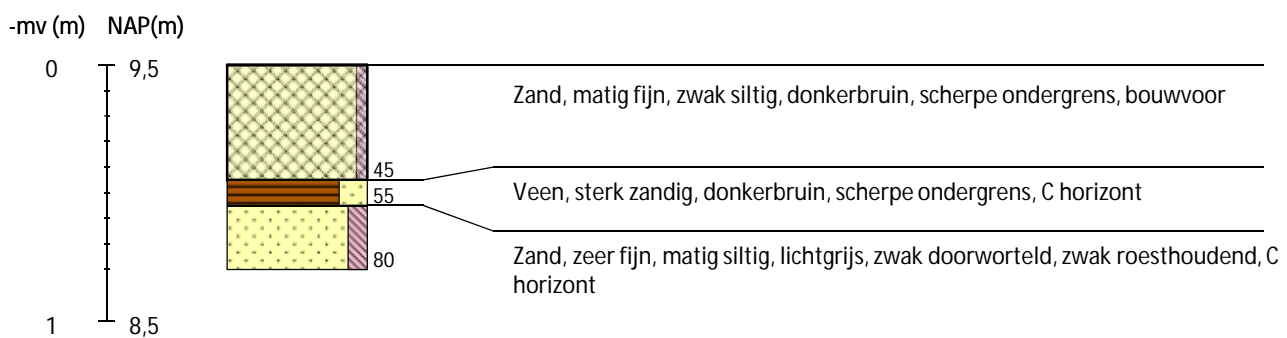 -mv (m) NAP(m)
0 9,5
Zand, matig fijn, zwak siltig, donkerbruin, scherpe ondergrens, bouwvoor
45
Veen, sterk zandig, donkerbruin, scherpe ondergrens, C horizont
55
Zand, zeer fijn, matig siltig, lichtgrijs, zwak doorworteld, zwak roesthoudend, C
horizont
80
1 8,5